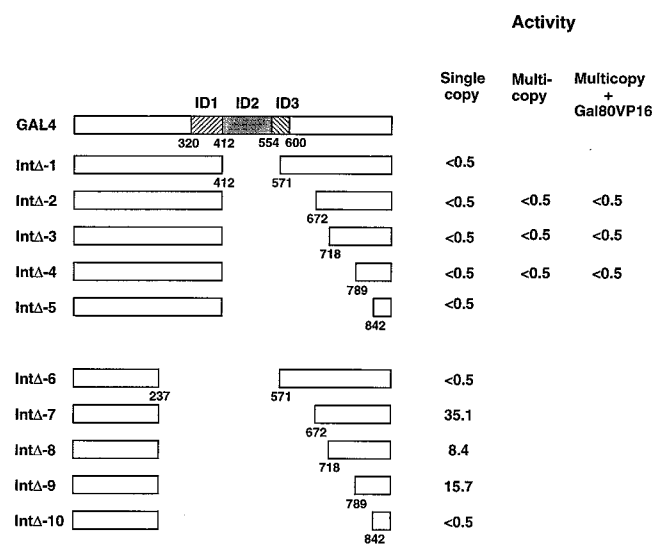 Activity
Single copy Multi-copy Multicopy + Gal80VP16
ID1 ID2 ID3
GAL4
320 412 554 600
IntΔ-1 <0.5
412 571
IntΔ-2 <0.5 <0.5 <0.5
672
IntΔ-3 <0.5 <0.5 <0.5
718
IntΔ-4 <0.5 <0.5 <0.5
789
IntΔ-5 <0.5
842
IntΔ-6 <0.5
237 571
IntΔ-7 35.1
672
IntΔ-8 8.4
718
IntΔ-9 15.7
789
IntΔ-10 <0.5
842